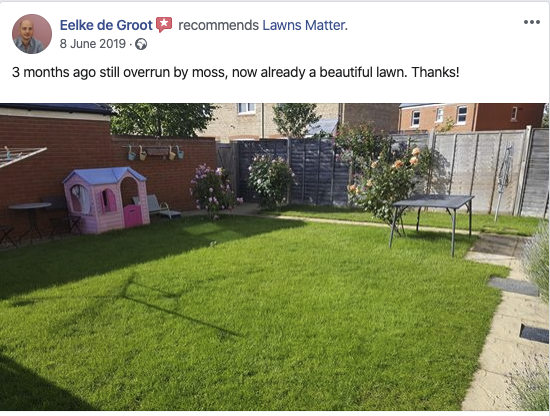 Eelke de Groot recommends Lawns Matter.
8 June 2019 ·
3 months ago still overrun by moss, now already a beautiful lawn. Thanks!